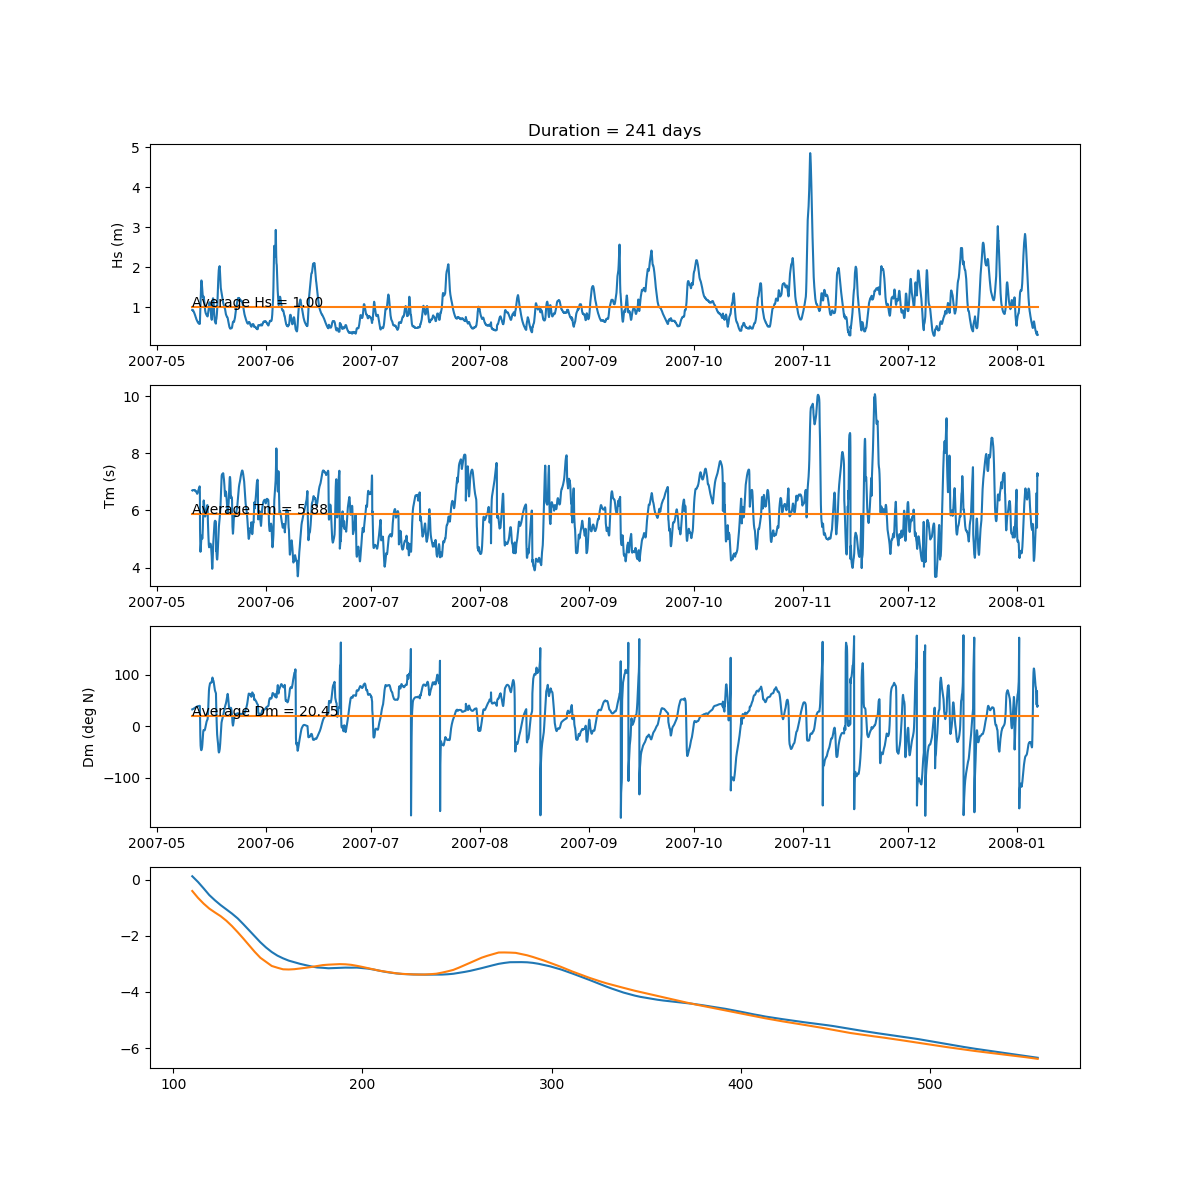 Duration = 241 days
5
4
3
2
1
Hs (m)
Average Hs = 1.00
2007-05 2007-06 2007-07 2007-08 2007-09 2007-10 2007-11 2007-12 2008-01
10
8
6
4
Tm (s)
Average Tm = 5.88
2007-05 2007-06 2007-07 2007-08 2007-09 2007-10 2007-11 2007-12 2008-01
100
0
−100
Dm (deg N)
Average Dm = 20.45
2007-05 2007-06 2007-07 2007-08 2007-09 2007-10 2007-11 2007-12 2008-01
0
−2
−4
−6
100 200 300 400 500